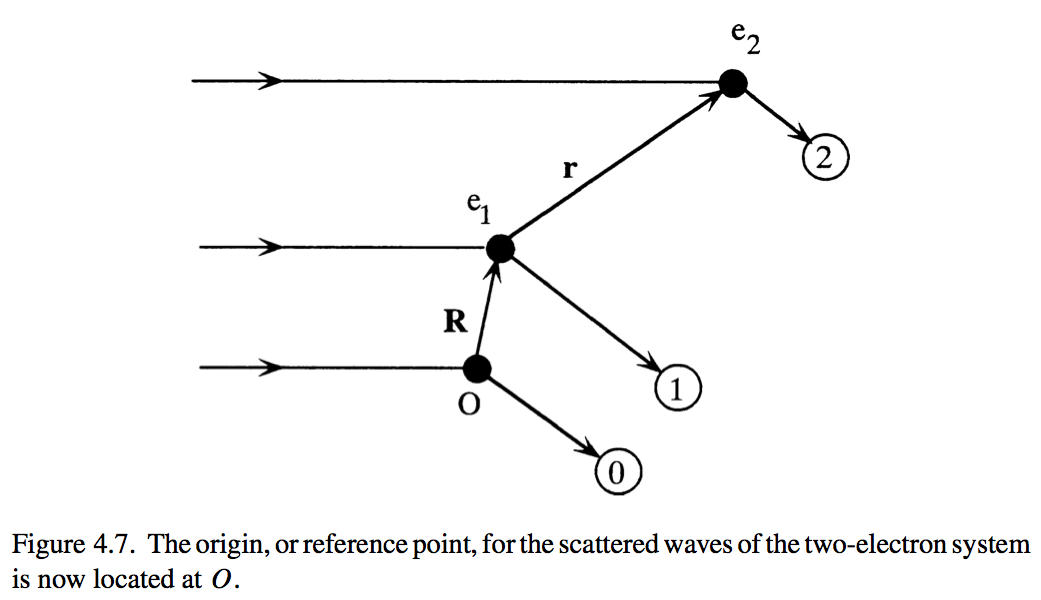 e2
r
2
e1
R
1
O
0
Figure 4.7. The origin, or reference point, for the scattered waves of the two-electron system
is now located at O.